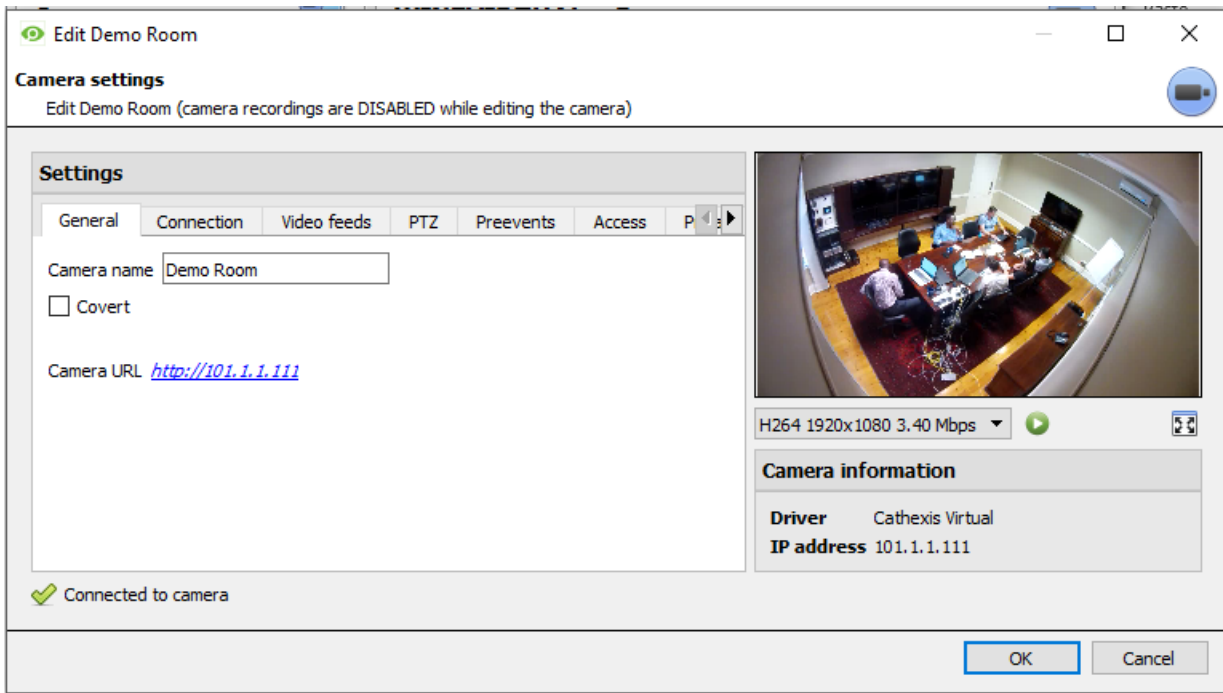 Edit Demo Room
Camera settings
Edit Demo Room (camera recordings are DISABLED while editing the camera)
Settings
General Connection Video feeds PTZ Preevents Access
Camera name Demo Room
Covert
Camera URL http://101.1.1.111
H264 1920x1080 3.40 Mbps
Camera information
Driver Cathexis Virtual
IP address 101.1.1.111
Connected to camera
OK Cancel